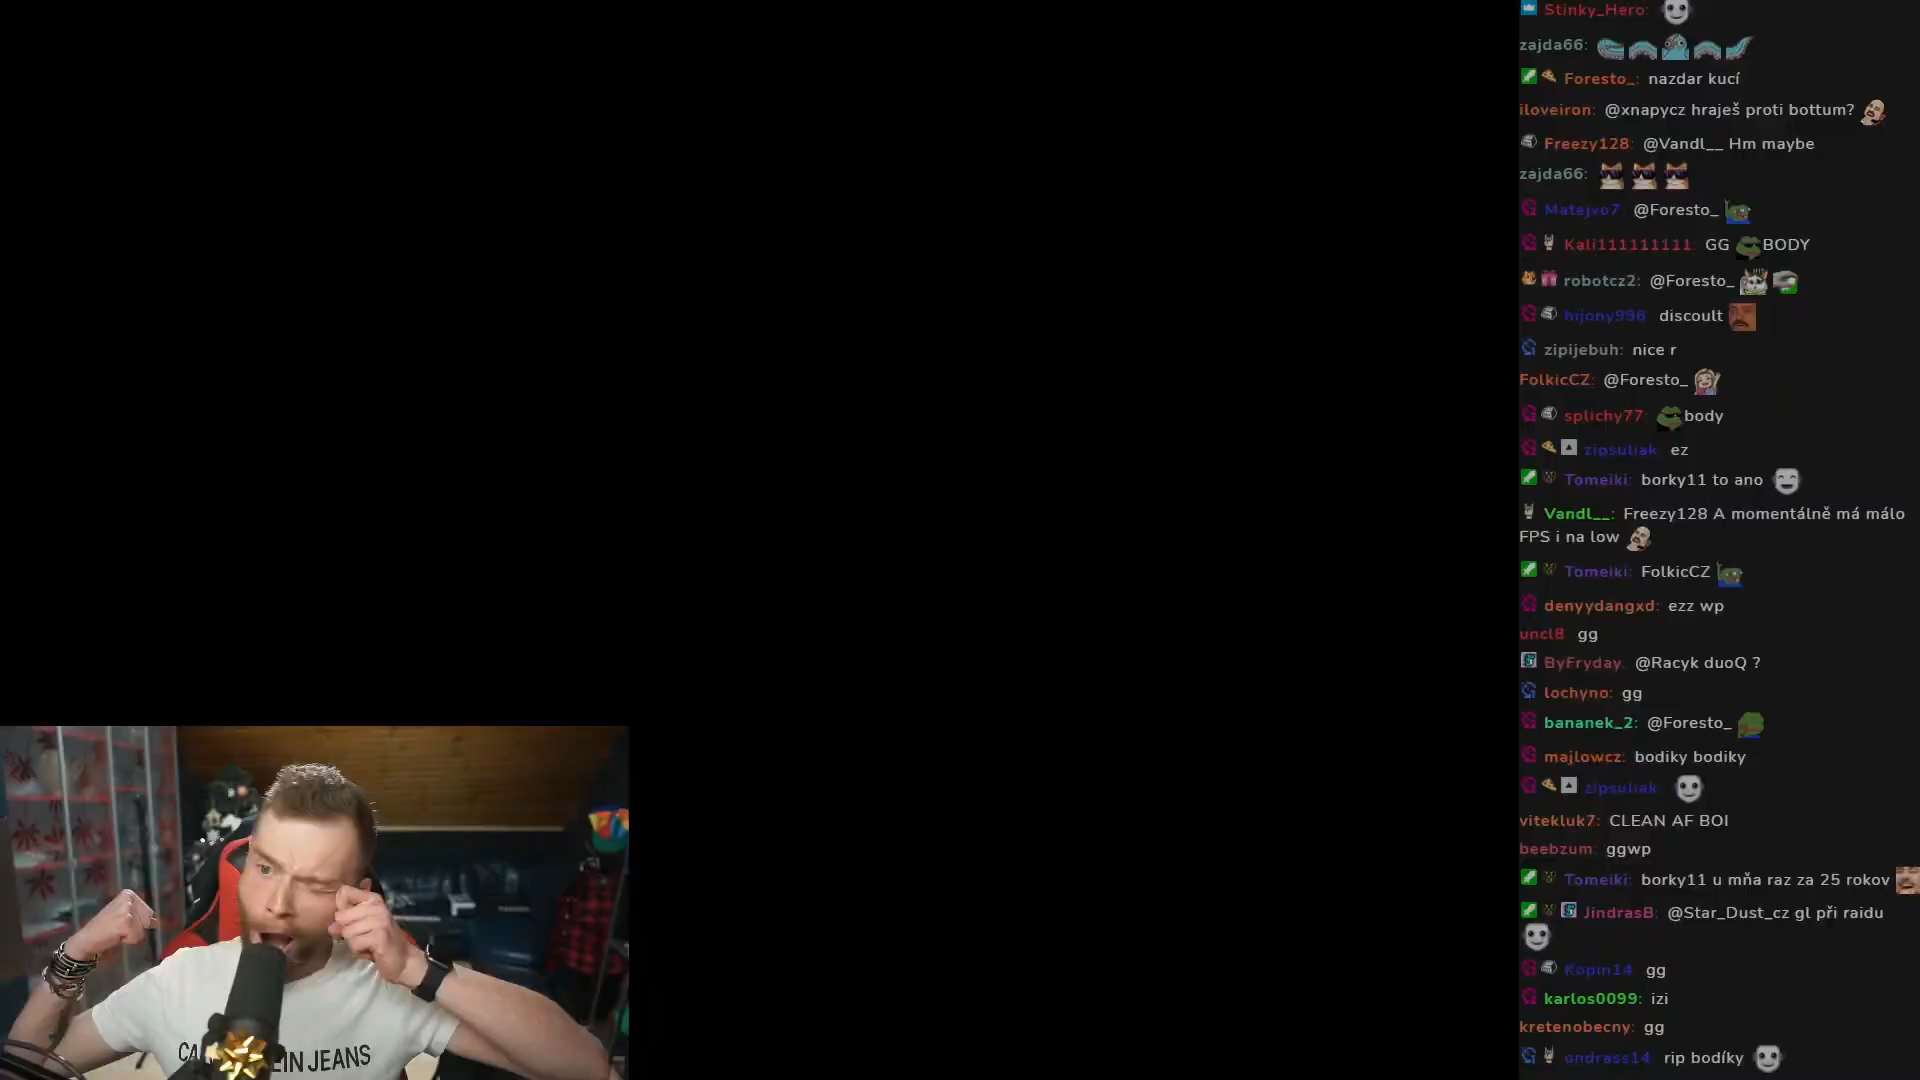 Stinky_Hero:
zajda66:
Foresto_: nazdar kucí
iloveiron: @xnapycz hraješ proti bottum?
Freezy128: @Vandl__ Hm maybe
zajda66:
Matejvo7: @Foresto_
Kali111111111: GG BODY
robotcz2: @Foresto_
hijony996: discoult
zipijebuh: nice r
FolkicCZ: @Foresto_
splichy77: body
zipsuliak: ez
Tomeiki: borky11 to ano
Vandl__: Freezy128 A momentálně má málo
FPS i na low
Tomeiki: FolkicCZ
denyydangxd: ezz wp
uncl8: gg
ByFryday: @Racyk duoQ ?
lochyno: gg
bananek_2: @Foresto_
majlowcz: bodiky bodiky
zipsuliak:
vitekluk7: CLEAN AF BOI
beebzum: ggwp
Tomeiki: borky11 u mňa raz za 25 rokov
JindrasB: @Star_Dust_cz gl při raidu
Kopin14: gg
karlos0099: izi
kretenobecny: gg
ondrass14: rip bodíky
JEANS